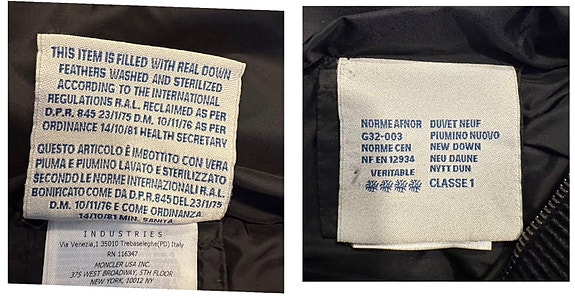 THIS ITEM IS FILLED WITH REAL DOWN
FEATHERS WASHED AND STERILIZED
ACCORDING TO THE INTERNATIONAL
REGULATIONS R.A.L. RECLAIMED AS PER
D.P.R. 845 23/1/75 D.M. 10/11/76 AS PER
ORDINANCE 14/10/81 HEALTH SECRETARY
QUESTO ARTICOLO È IMBOTTITO CON VERA
PIUMA E PIUMINO LAVATO E STERILIZZATO
SECONDO LE NORME INTERNAZIONALI R.A.L.
BONIFICATO COME DA D.P.R. 845 DEL 23/1/75
D.M. 10/11/76 E COME ORDINANZA
14/10/81 MIN. SANITÀ
INDUSTRIES
Via Venezia,1 35010 Trebaseleghe(PD) Italy
RN 116347
MONCLER USA INC.
375 WEST BROADWAY, 5TH FLOOR
NEW YORK, 10012 NY
NORME AFNOR
G32-003
NORME CEN
NF EN 12934
VERITABLE
DUVET NEUF
PIUMINO NUOVO
NEW DOWN
NEU DAUNE
NYTT DUN
CLASSE 1